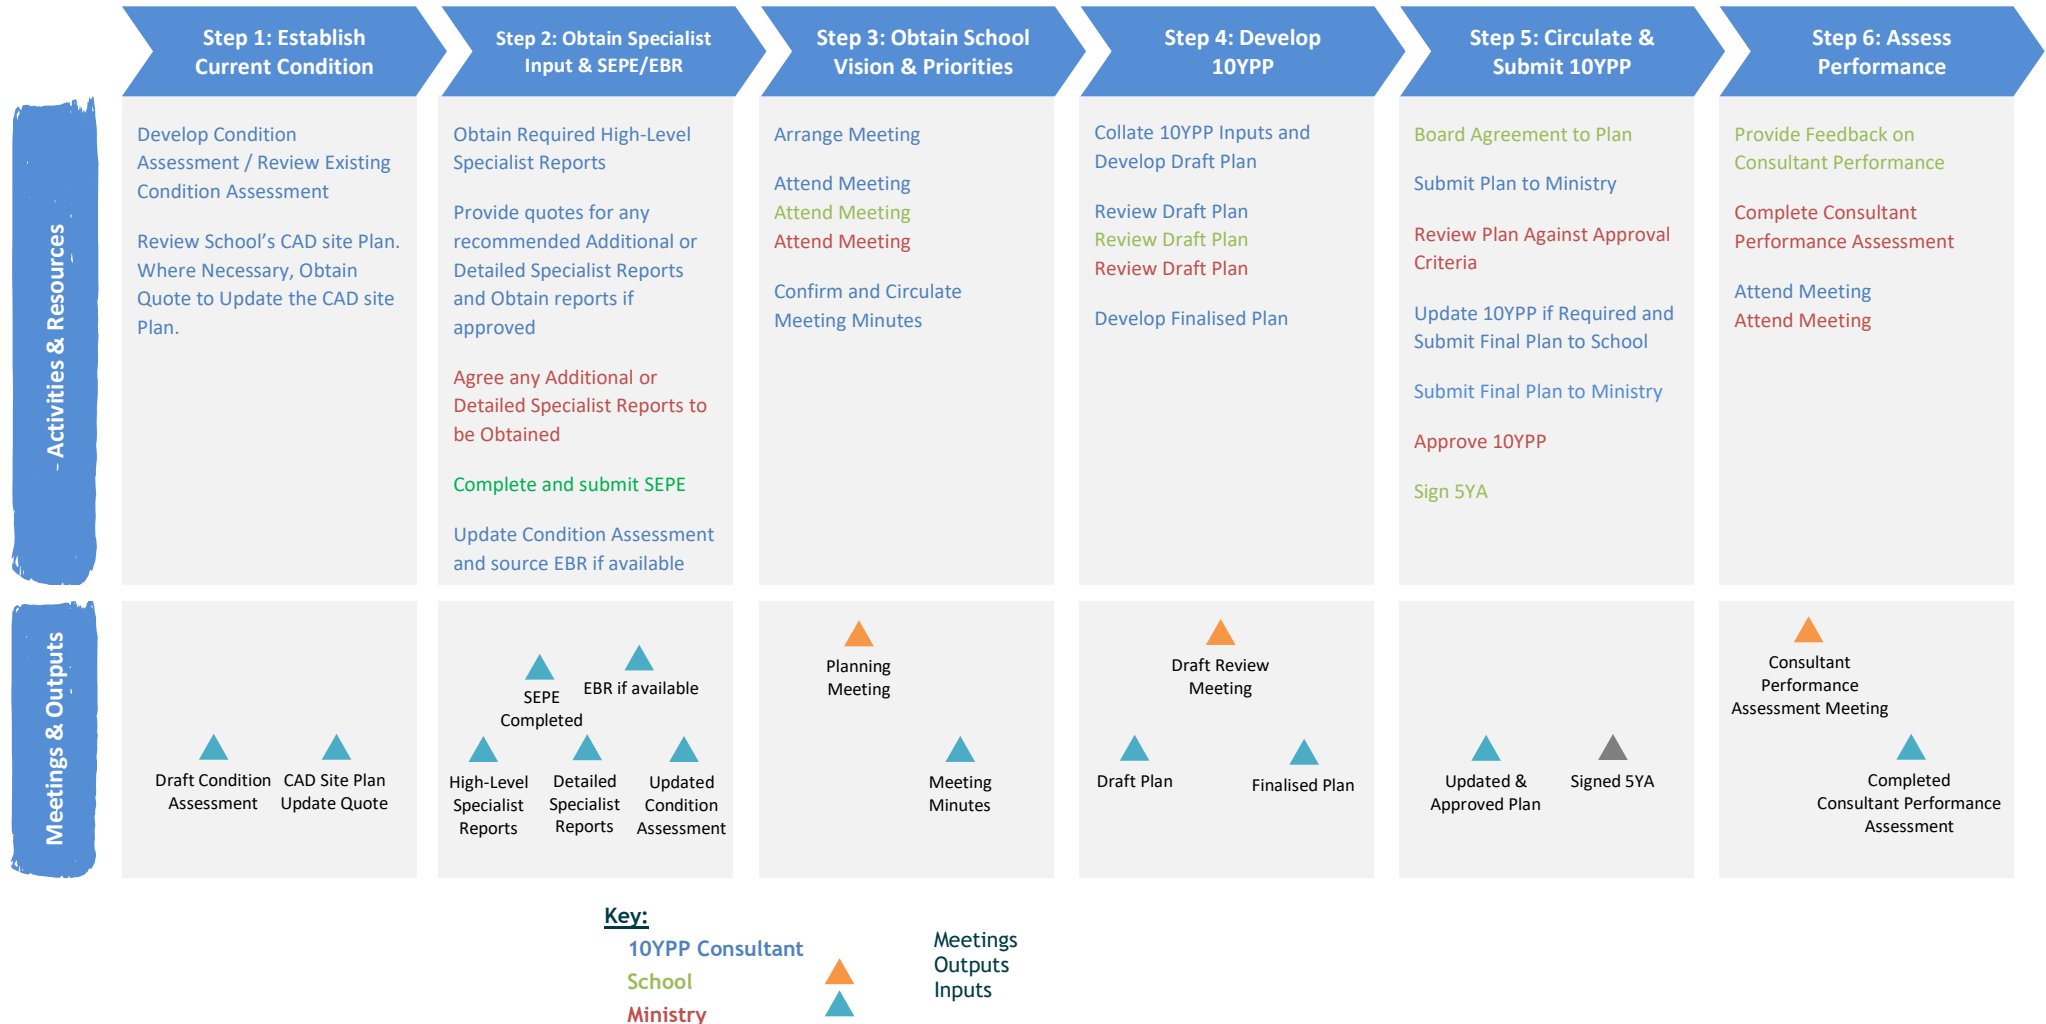 Step 1: Establish
Current Condition
Step 2: Obtain Specialist
Input & SEPE/EBR
Step 3: Obtain School
Vision & Priorities
Step 4: Develop
10YPP
Step 5: Circulate &
Submit 10YPP
Step 6: Assess
Performance
- Activities & Resources
Develop Condition
Assessment / Review Existing
Condition Assessment
Review School's CAD site Plan.
Where Necessary, Obtain
Quote to Update the CAD site
Plan.
Obtain Required High-Level
Specialist Reports
Provide quotes for any
recommended Additional or
Detailed Specialist Reports
and Obtain reports if
approved
Agree any Additional or
Detailed Specialist Reports to
be Obtained
Complete and submit SEPE
Update Condition Assessment
and source EBR if available
Arrange Meeting
Attend Meeting
Attend Meeting
Attend Meeting
Confirm and Circulate
Meeting Minutes
Collate 10YPP Inputs and
Develop Draft Plan
Review Draft Plan
Review Draft Plan
Review Draft Plan
Develop Finalised Plan
Board Agreement to Plan
Submit Plan to Ministry
Review Plan Against Approval
Criteria
Update 10YPP if Required and
Submit Final Plan to School
Submit Final Plan to Ministry
Approve 10YPP
Sign 5YA
Provide Feedback on
Consultant Performance
Complete Consultant
Performance Assessment
Attend Meeting
Attend Meeting
Meetings & Outputs
Draft Condition
Assessment
CAD Site Plan
Update Quote
SEPE
Completed
EBR if available
High-Level
Specialist
Reports
Detailed
Specialist
Reports
Updated
Condition
Assessment
Planning
Meeting
Meeting
Minutes
Draft Review
Meeting
Draft Plan
Finalised Plan
Updated &
Approved Plan
Signed 5YA
Consultant
Performance
Assessment Meeting
Completed
Consultant Performance
Assessment
Key:
10YPP Consultant
School
Ministry
Meetings
Outputs
Inputs